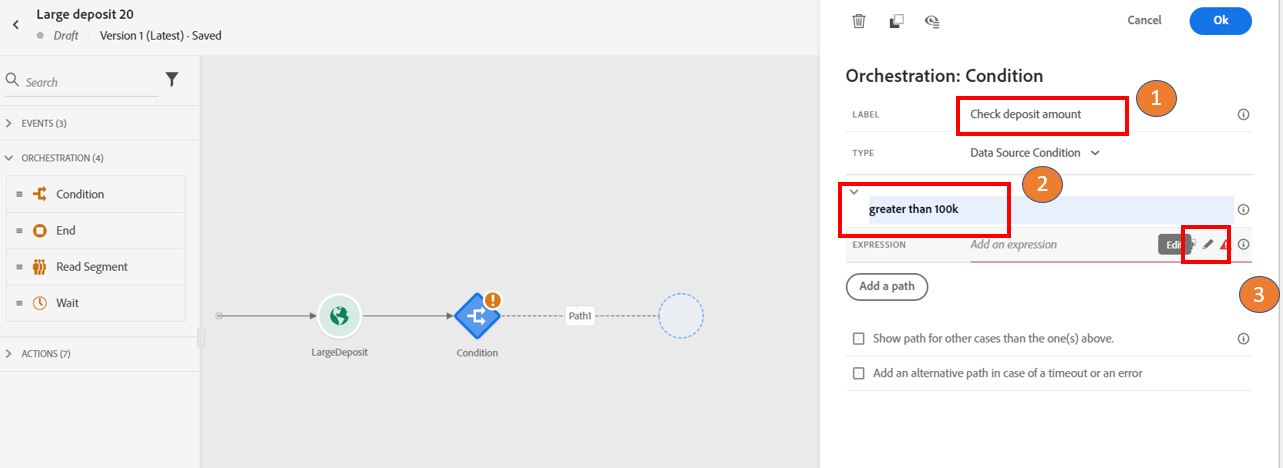 Large deposit 20
Draft
Version 1 (Latest) · Saved
Cancel
Ok
Search
EVENTS (3)
ORCHESTRATION (4)
Condition
End
Read Segment
Wait
ACTIONS (7)
LargeDeposit
Condition
Path1
Orchestration: Condition
1
LABEL
Check deposit amount
TYPE
Data Source Condition
2
greater than 100k
EXPRESSION
Add an expression
3
Add a path
Show path for other cases than the one(s) above.
Add an alternative path in case of a timeout or an error